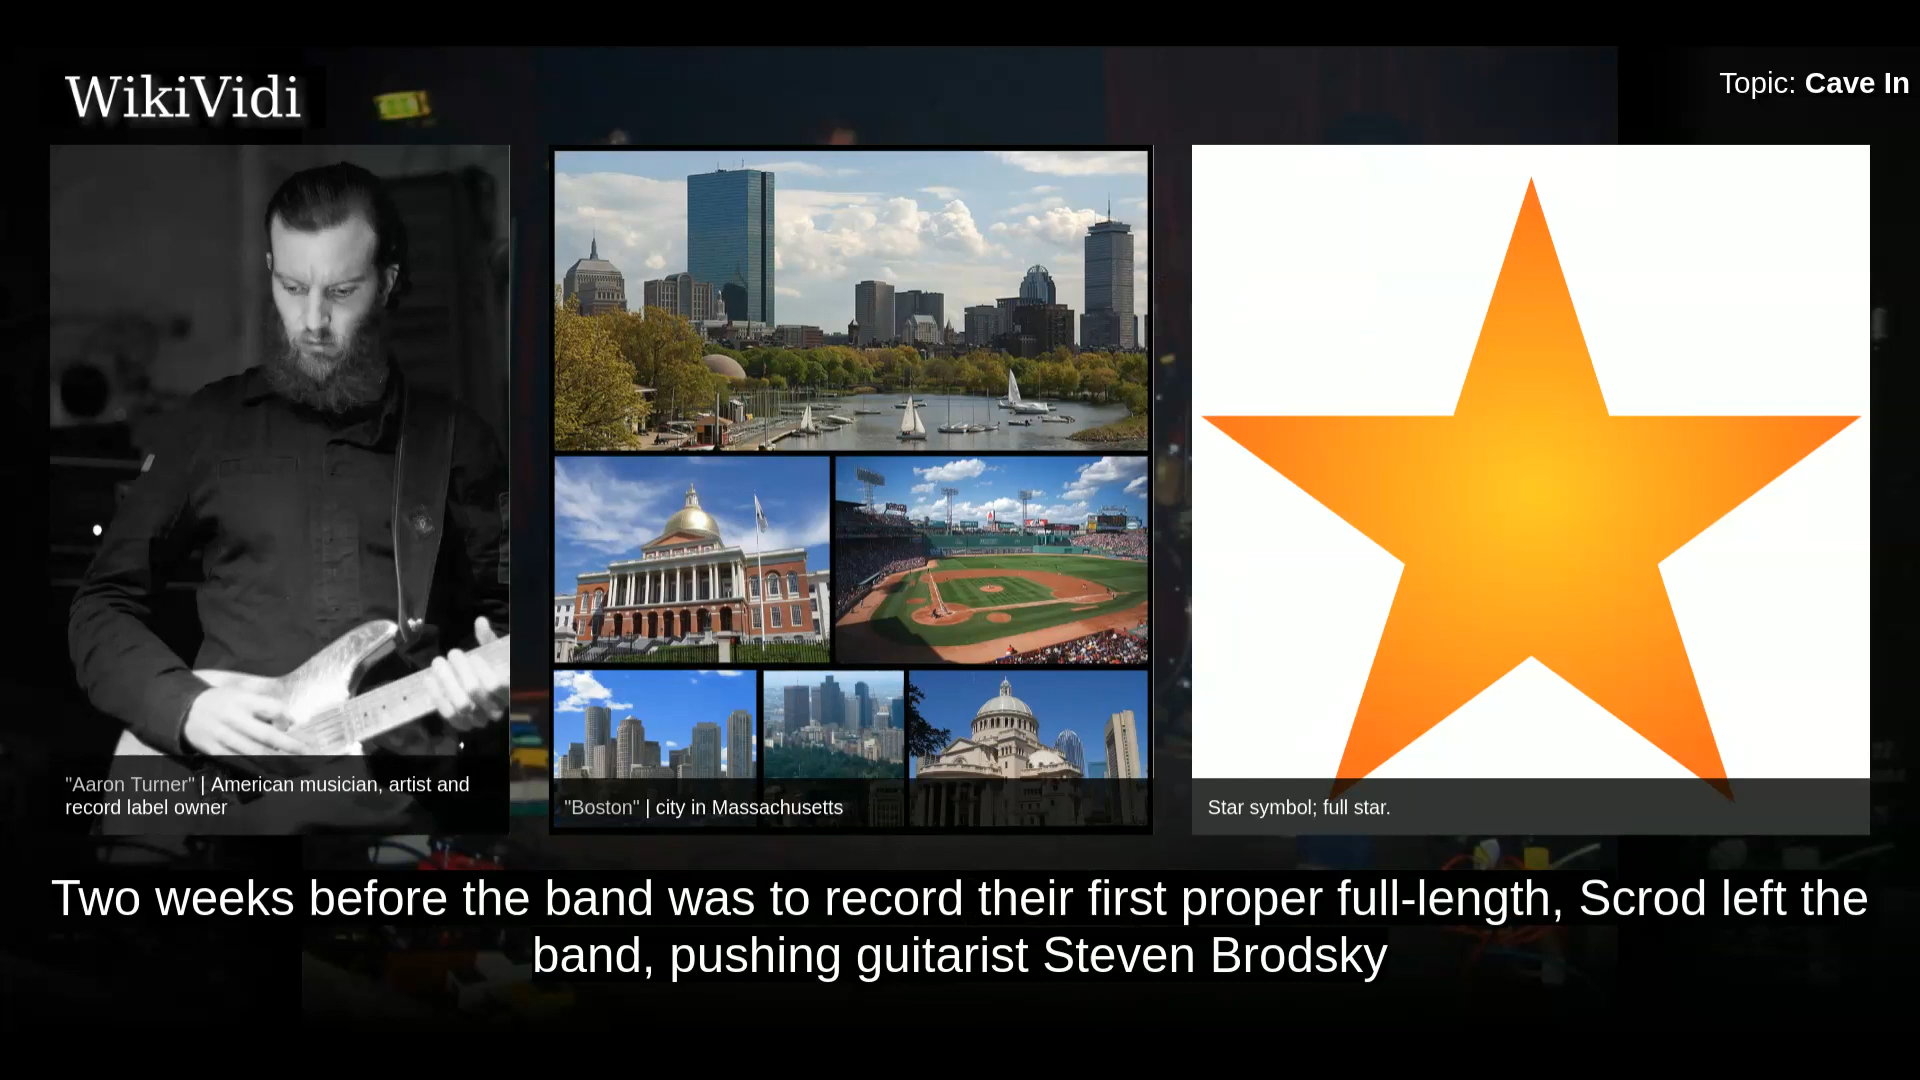 WikiVidi
Topic: Cave In
"Aaron Turner" | American musician, artist and
record label owner
"Boston" | city in Massachusetts
Star symbol; full star.
Two weeks before the band was to record their first proper full-length, Scrod left the
band, pushing guitarist Steven Brodsky